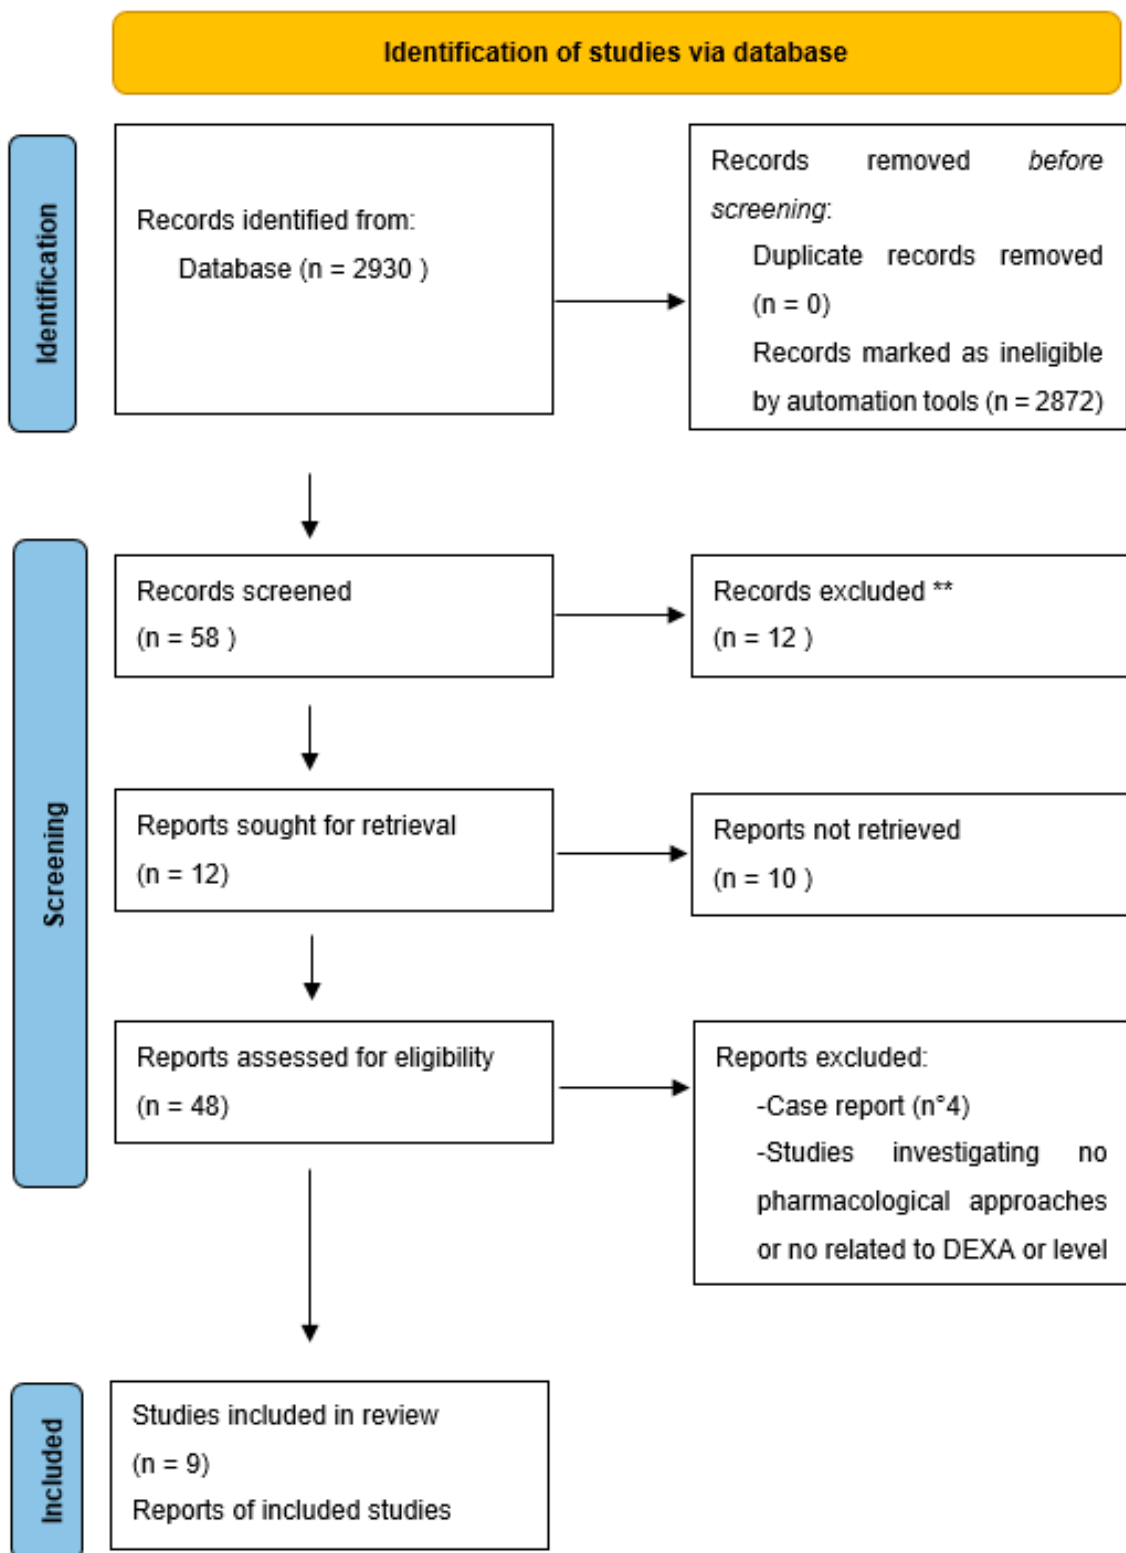 Identification of studies via database
Identification
Records identified from:
Database (n = 2930 )
Records removed before
screening:
Duplicate records removed
(n = 0)
Records marked as ineligible
by automation tools (n = 2872)
Screening
Records screened
(n = 58 )
Records excluded **
(n = 12 )
Reports sought for retrieval
(n = 12)
Reports not retrieved
(n = 10 )
Reports assessed for eligibility
(n = 48)
Reports excluded:
-Case report (n°4)
-Studies investigating no
pharmacological approaches
or no related to DEXA or level
Included
Studies included in review
(n = 9)
Reports of included studies